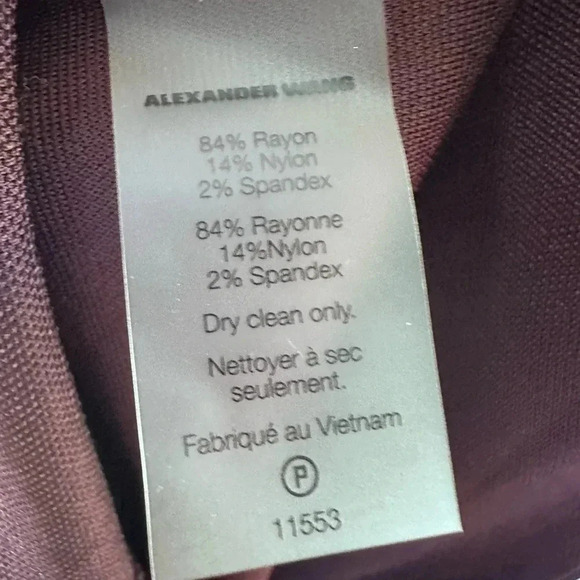 ALEXANDER WANG
84% Rayon
14% Nylon
2% Spandex
84% Rayonne
14%Nylon
2% Spandex
Dry clean only.
Nettoyer à sec
seulement.
Fabriqué au Vietnam
P
11553